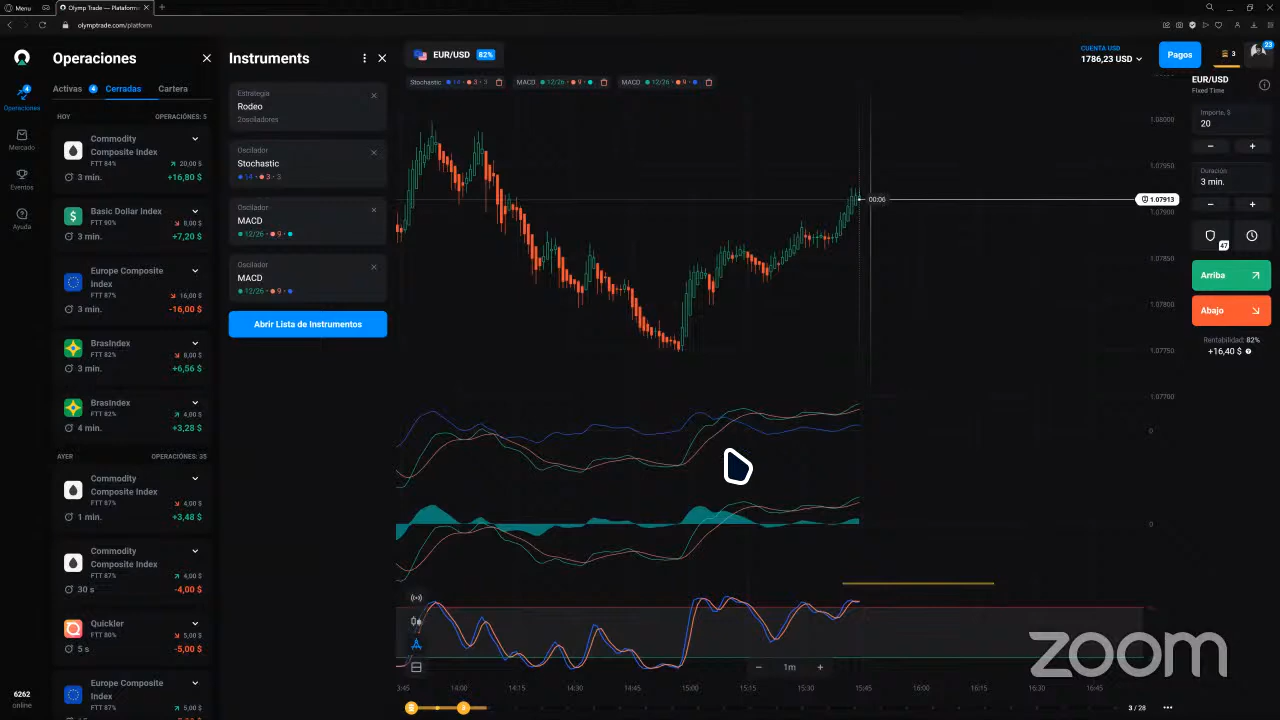 Menu
Olymp Trade — Plataform
olymptrade.com/platform
Operaciones
Mercado
Eventos
Ayuda
6262
online
Operaciones
Activas 4 Cerradas Cartera
HOY OPERACIONES: 5
Commodity
Composite Index
FTT 84% 20,00 $
3 min. +16,80 $
Basic Dollar Index
FTT 90% 8,00 $
3 min. +7,20 $
Europe Composite
Index
FTT 87% 16,00 $
3 min. -16,00 $
BrasIndex
FTT 82% 8,00 $
3 min. +6,56 $
BrasIndex
FTT 82% 4,00 $
4 min. +3,28 $
AYER OPERACIONES: 35
Commodity
Composite Index
FTT 87% 4,00 $
1 min. +3,48 $
Commodity
Composite Index
FTT 87% 4,00 $
30 s -4,00 $
Quickler
FTT 80% 5,00 $
5 s -5,00 $
Europe Composite
Index
FTT 87% 5,00 $
Instruments
Estrategia
Rodeo
2osciladores
Oscilador
Stochastic
14 • 3 • 3
Oscilador
MACD
12/26 • 9 •
Oscilador
MACD
12/26 • 9 •
Abrir Lista de Instrumentos
EUR/USD 82%
Stochastic 14 • 3 • 3 MACD 12/26 • 9 • MACD 12/26 • 9 •
00:06
1.08000
1.07950
1.07913
1.07900
1.07850
1.07800
1.07750
1.07700
0
0
1m
3:45 14:00 14:15 14:30 14:45 15:00 15:15 15:30 15:45 16:00 16:15 16:30 16:45
3 / 28
CUENTA USD
1786,23 USD
Pagos
3
23
EUR/USD
Fixed Time
Importe, $
20
Duración
3 min.
47
Arriba
Abajo
Rentabilidad: 82%
+16,40 $
zoom